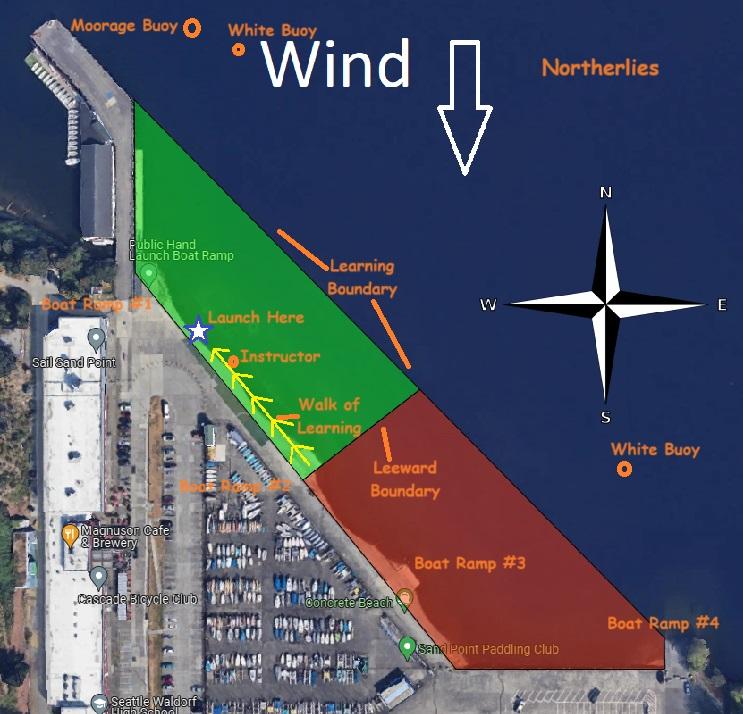 Moorage Buoy
White Buoy
Wind
Northerlies
N
W
E
S
Public Hand
Launch Boat Ramp
Learning
Boundary
Boat Ramp #1
Launch Here
Sail Sand Point
Instructor
Walk of
Learning
Leeward
Boundary
White Buoy
Boat Ramp #2
Magnuson Cafe
& Brewery
Boat Ramp #3
Cascade Bicycle Club
Concrete Beach
Boat Ramp #4
Sand Point Paddling Club
Seattle Waldorf
High School